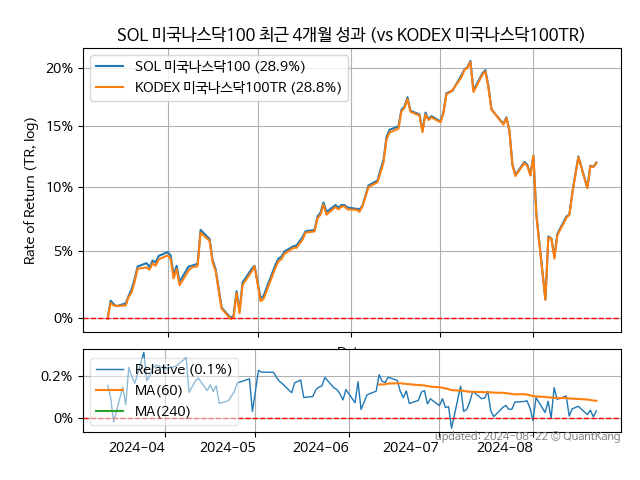 SOL 미국나스닥100 최근 4개월 성과 (vs KODEX 미국나스닥100TR)
Rate of Return (TR, log)
20%
15%
10%
5%
0%
SOL 미국나스닥100 (28.9%)
KODEX 미국나스닥100TR (28.8%)
0.2%
0%
Relative (0.1%)
MA(60)
MA(240)
2024-04
2024-05
2024-06
2024-07
2024-08
Updated: 2024-08-22 © QuantKang